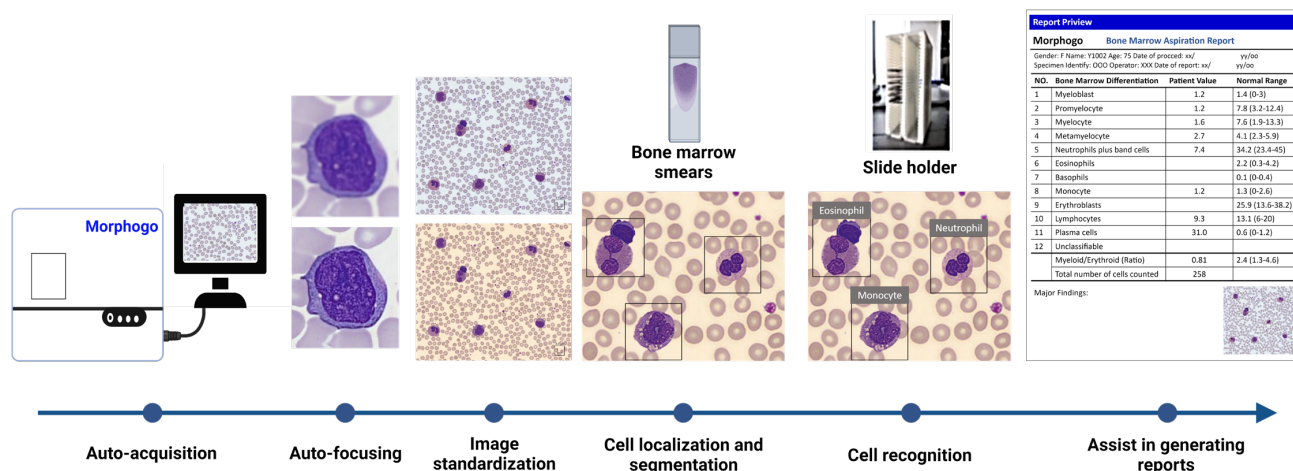 Morphogo
Bone marrow
smears
Slide holder
Eosinophil
Neutrophil
Monocyte
Report Priview
Morphogo Bone Marrow Aspiration Report
Gender: F Name: Y1002 Age: 75 Date of procced: xx/ yy/oo
Specimen Identify: OOO Operator: XXX Date of report: xx/ yy/oo
NO. Bone Marrow Differentiation Patient Value Normal Range
1 Myeloblast 1.2 1.4 (0-3)
2 Promyelocyte 1.2 7.8 (3.2-12.4)
3 Myelocyte 1.6 7.6 (1.9-13.3)
4 Metamyelocyte 2.7 4.1 (2.3-5.9)
5 Neutrophils plus band cells 7.4 34.2 (23.4-45)
6 Eosinophils 2.2 (0.3-4.2)
7 Basophils 0.1 (0-0.4)
8 Monocyte 1.2 1.3 (0-2.6)
9 Erythroblasts 25.9 (13.6-38.2)
10 Lymphocytes 9.3 13.1 (6-20)
11 Plasma cells 31.0 0.6 (0-1.2)
12 Unclassifiable
Myeloid/Erythroid (Ratio) 0.81 2.4 (1.3-4.6)
Total number of cells counted 258
Major Findings:
Auto-acquisition
Auto-focusing
Image
standardization
Cell localization and
segmentation
Cell recognition
Assist in generating
reports